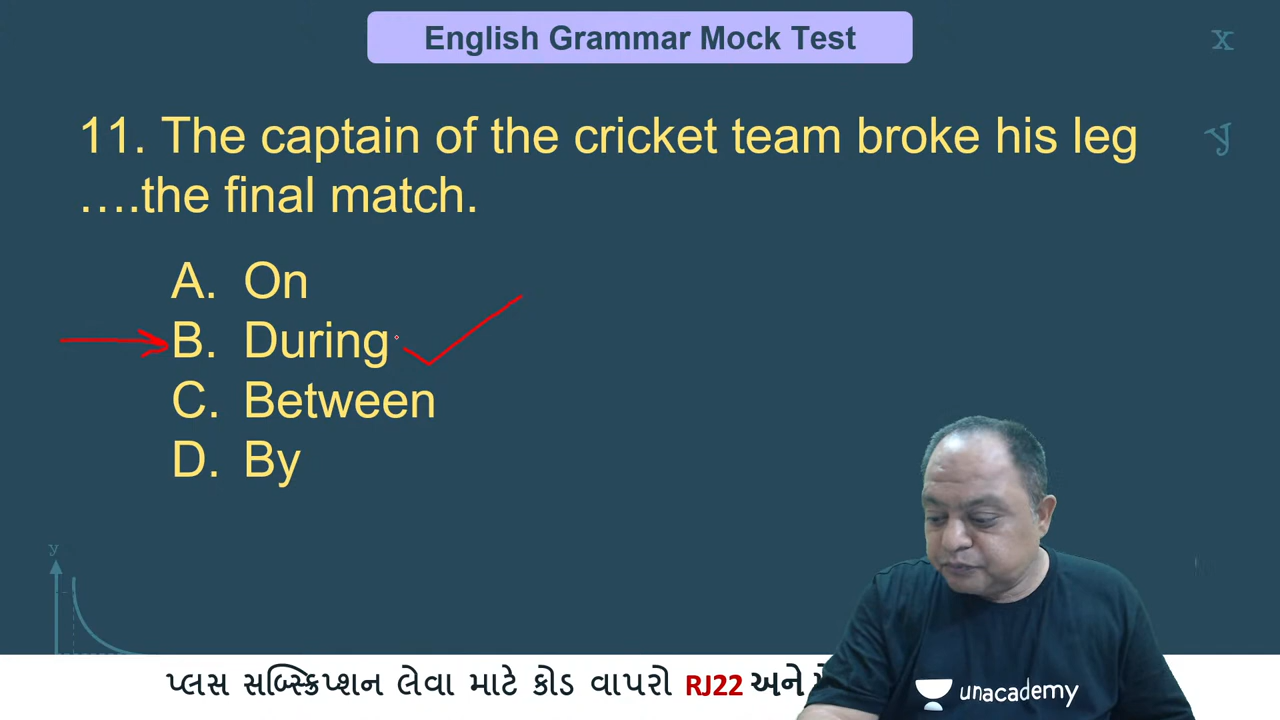 English Grammar Mock Test
x
y
11. The captain of the cricket team broke his leg
….the final match.
A. On
B. During
C. Between
D. By
y
પ્લસ સબ્સ્ક્રિપ્શન લેવા માટે કોડ વાપરો RJ22 અને
unacademy